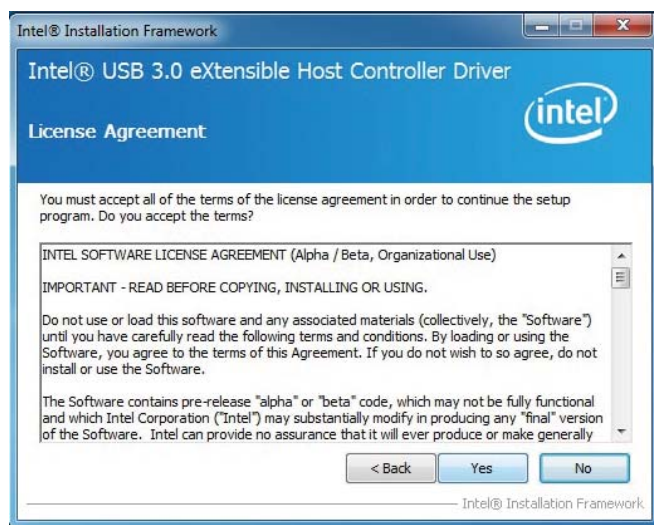 Intel® Installation Framework
Intel® USB 3.0 eXtensible Host Controller Driver
intel
License Agreement
You must accept all of the terms of the license agreement in order to continue the setup
program. Do you accept the terms?
INTEL SOFTWARE LICENSE AGREEMENT (Alpha / Beta, Organizational Use)
IMPORTANT - READ BEFORE COPYING, INSTALLING OR USING.
Do not use or load this software and any associated materials (collectively, the "Software")
until you have carefully read the following terms and conditions. By loading or using the
Software, you agree to the terms of this Agreement. If you do not wish to so agree, do not
install or use the Software.
The Software contains pre-release "alpha" or "beta" code, which may not be fully functional
and which Intel Corporation ("Intel") may substantially modify in producing any "final" version
of the Software. Intel can provide no assurance that it will ever produce or make generally
< Back Yes No
Intel® Installation Framework